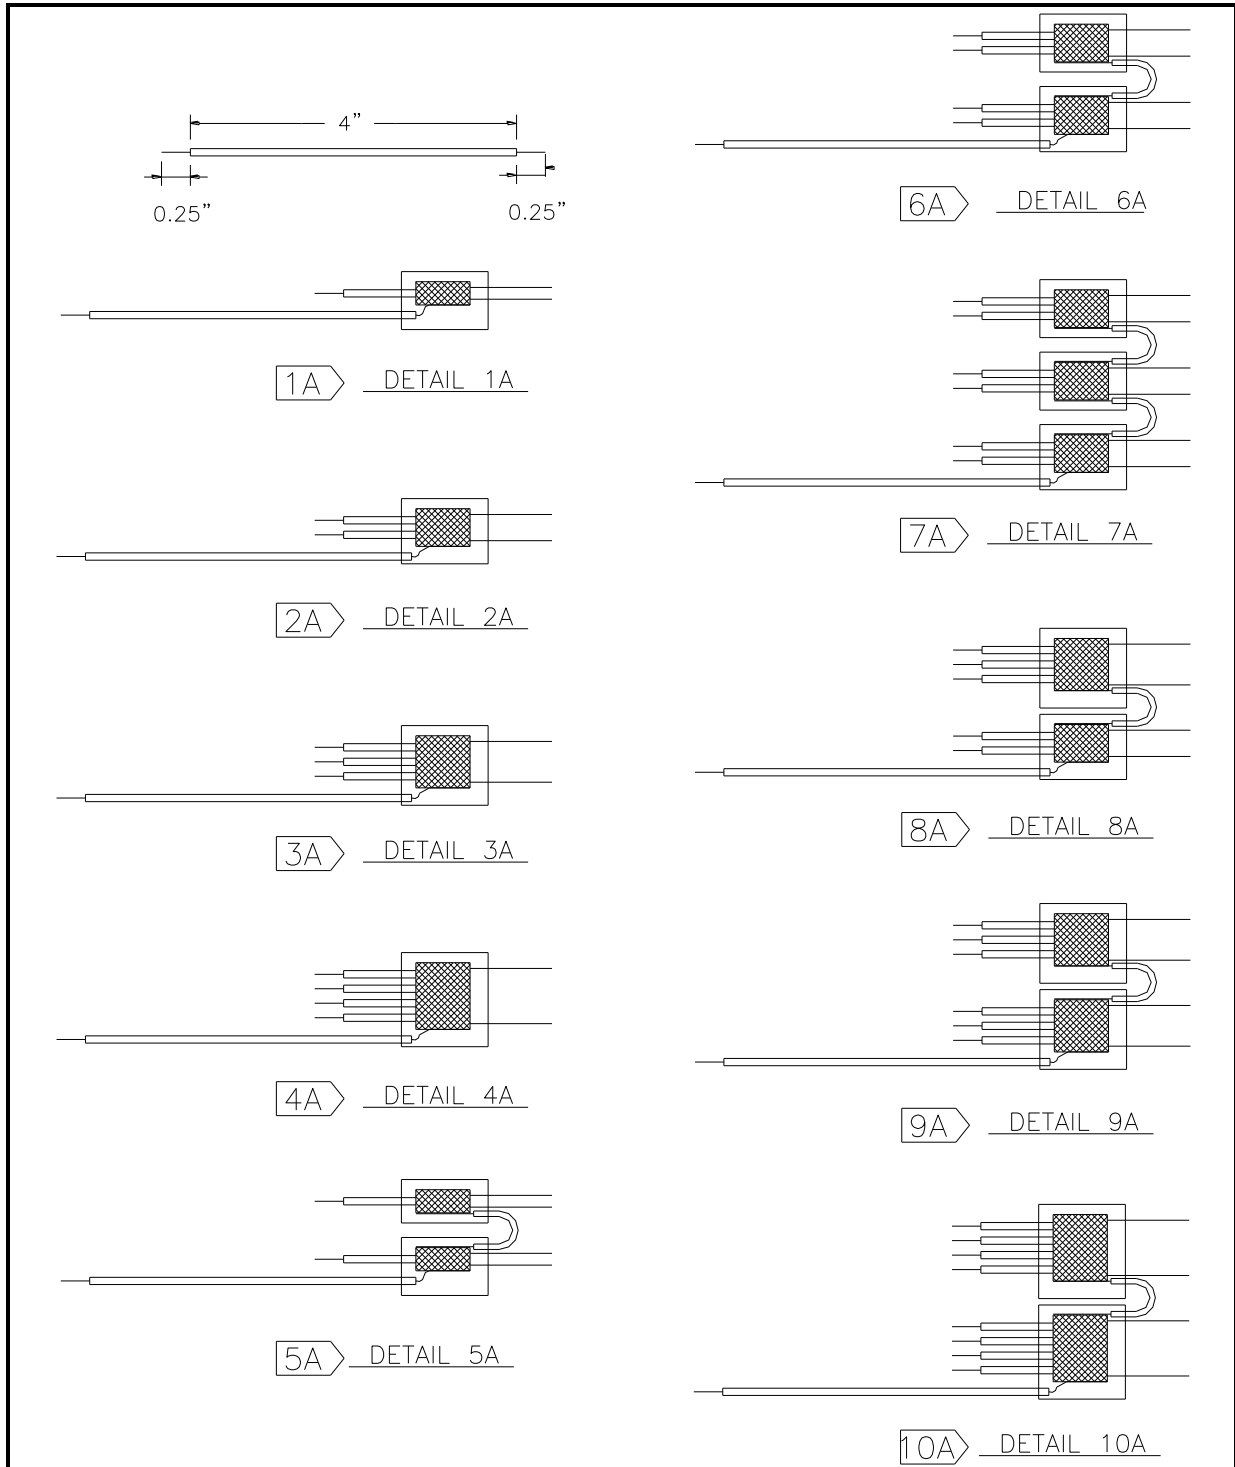 4”
0.25”
0.25”
1A DETAIL 1A
2A DETAIL 2A
3A DETAIL 3A
4A DETAIL 4A
5A DETAIL 5A
6A DETAIL 6A
7A DETAIL 7A
8A DETAIL 8A
9A DETAIL 9A
10A DETAIL 10A